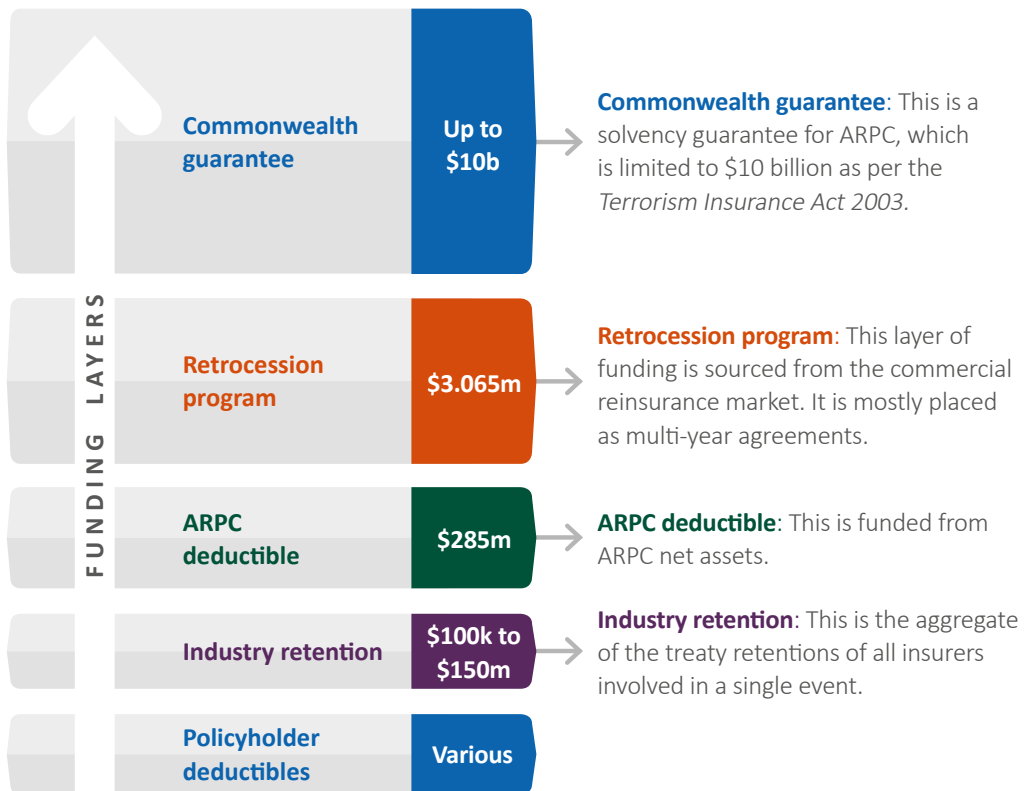 Commonwealth
guarantee
Up to
$10b
Commonwealth guarantee: This is a
solvency guarantee for ARPC, which
is limited to $10 billion as per the
Terrorism Insurance Act 2003.
FUNDING LAYERS
Retrocession
program
$3.065m
Retrocession program: This layer of
funding is sourced from the commercial
reinsurance market. It is mostly placed
as multi-year agreements.
ARPC
deductible
$285m
ARPC deductible: This is funded from
ARPC net assets.
Industry retention
$100k to
$150m
Industry retention: This is the aggregate
of the treaty retentions of all insurers
involved in a single event.
Policyholder
deductibles
Various